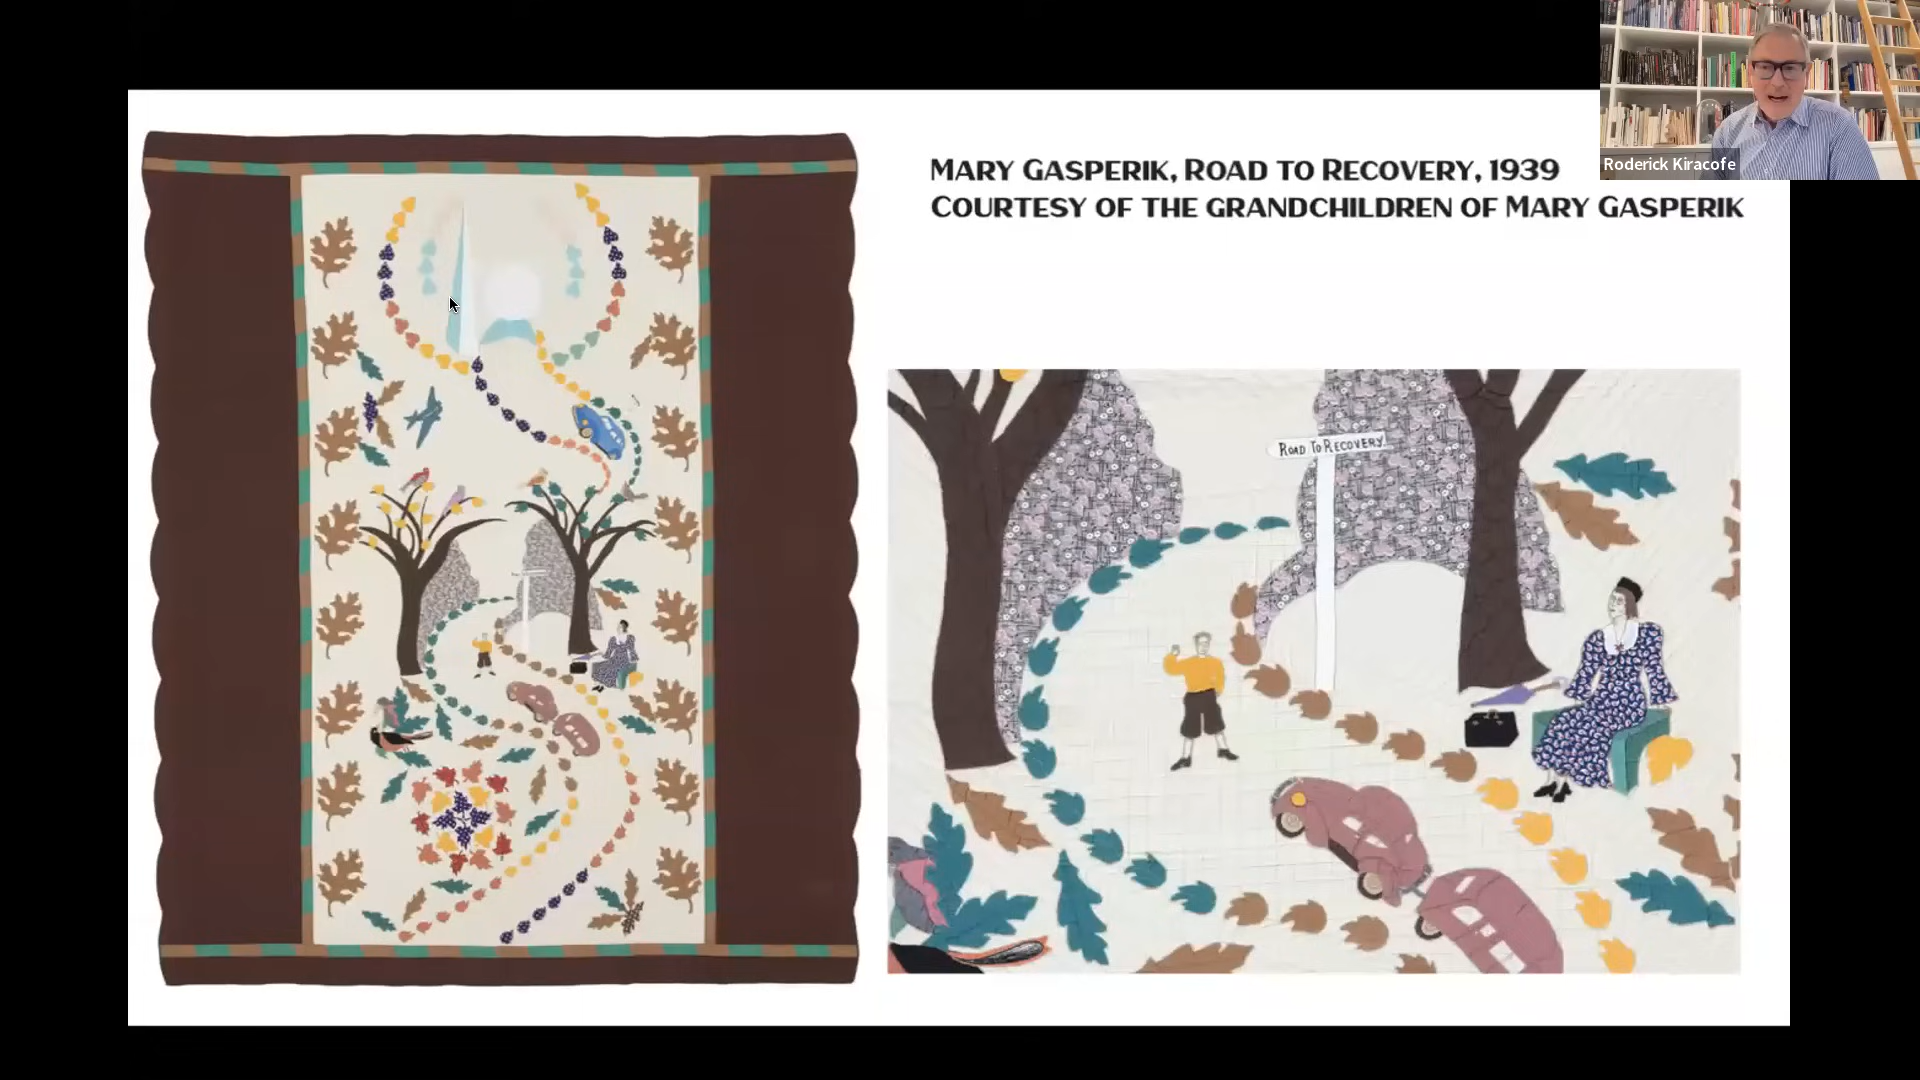 Mary Gasperik, Road to Recovery, 1939
Courtesy of the grandchildren of Mary Gasperik
Roderick Kiracofe
Road To Recovery